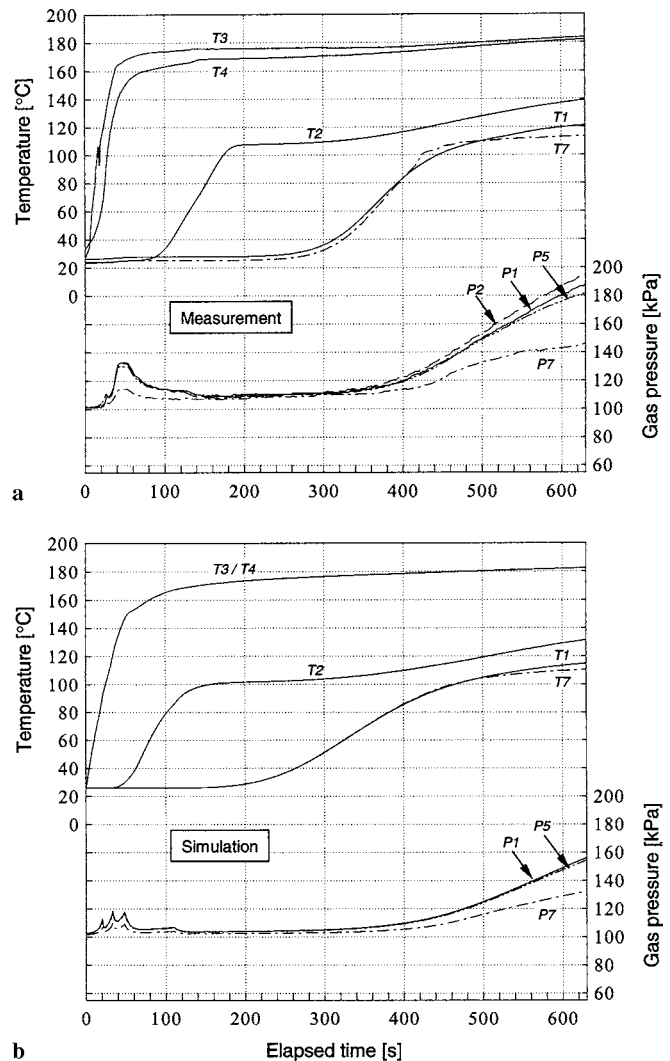 200
180
160
140
120
100
80
60
40
20
0
Temperature [°C]
T3
T4
T2
T1
T7
Measurement
P2
P1
P5
P7
200
180
160
140
120
100
80
60
Gas pressure [kPa]
0 100 200 300 400 500 600
a
200
180
160
140
120
100
80
60
40
20
0
Temperature [°C]
T3 / T4
T2
T1
T7
Simulation
P1
P5
P7
200
180
160
140
120
100
80
60
Gas pressure [kPa]
0 100 200 300 400 500 600
b
Elapsed time [s]